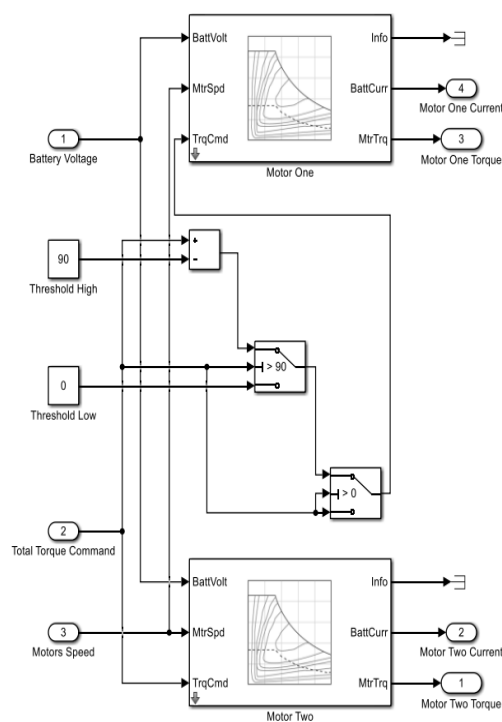 BattVolt
Info
MtrSpd
BattCurr
4
Motor One Current
TrqCmd
MtrTrq
3
Motor One Torque
Motor One
1
Battery Voltage
+
−
90
Threshold High
> 90
0
Threshold Low
> 0
2
Total Torque Command
BattVolt
Info
MtrSpd
BattCurr
2
Motor Two Current
3
Motors Speed
TrqCmd
MtrTrq
1
Motor Two Torque
Motor Two